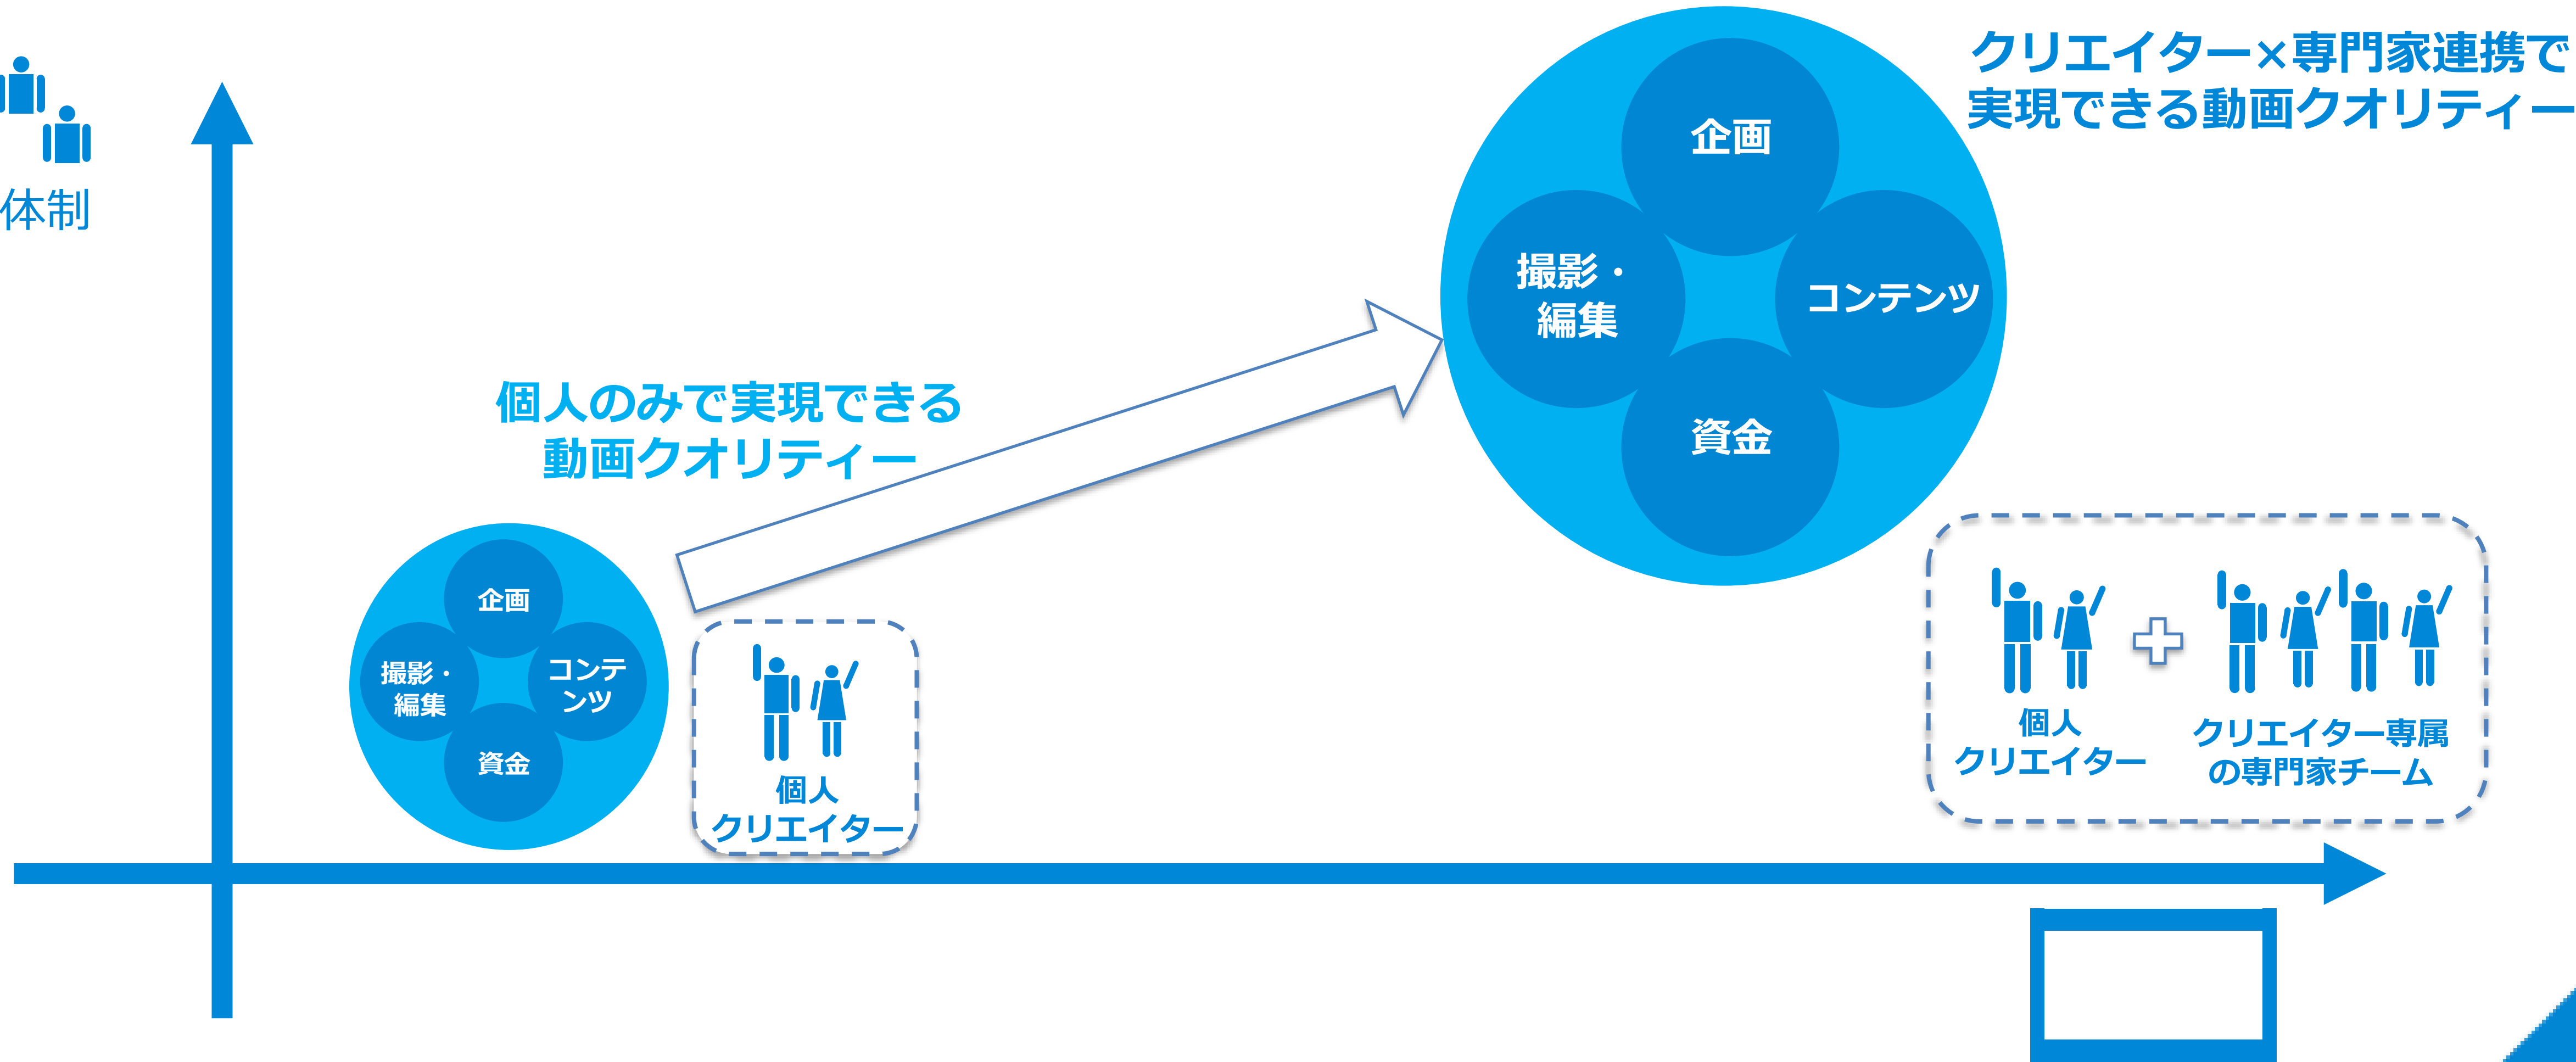 体制
クリエイター×専門家連携で
実現できる動画クオリティー
企画
撮影・
編集
コンテンツ
資金
個人のみで実現できる
動画クオリティー
企画
撮影・
編集
コンテ
ンツ
資金
個人
クリエイター
個人
クリエイター
クリエイター専属
の専門家チーム